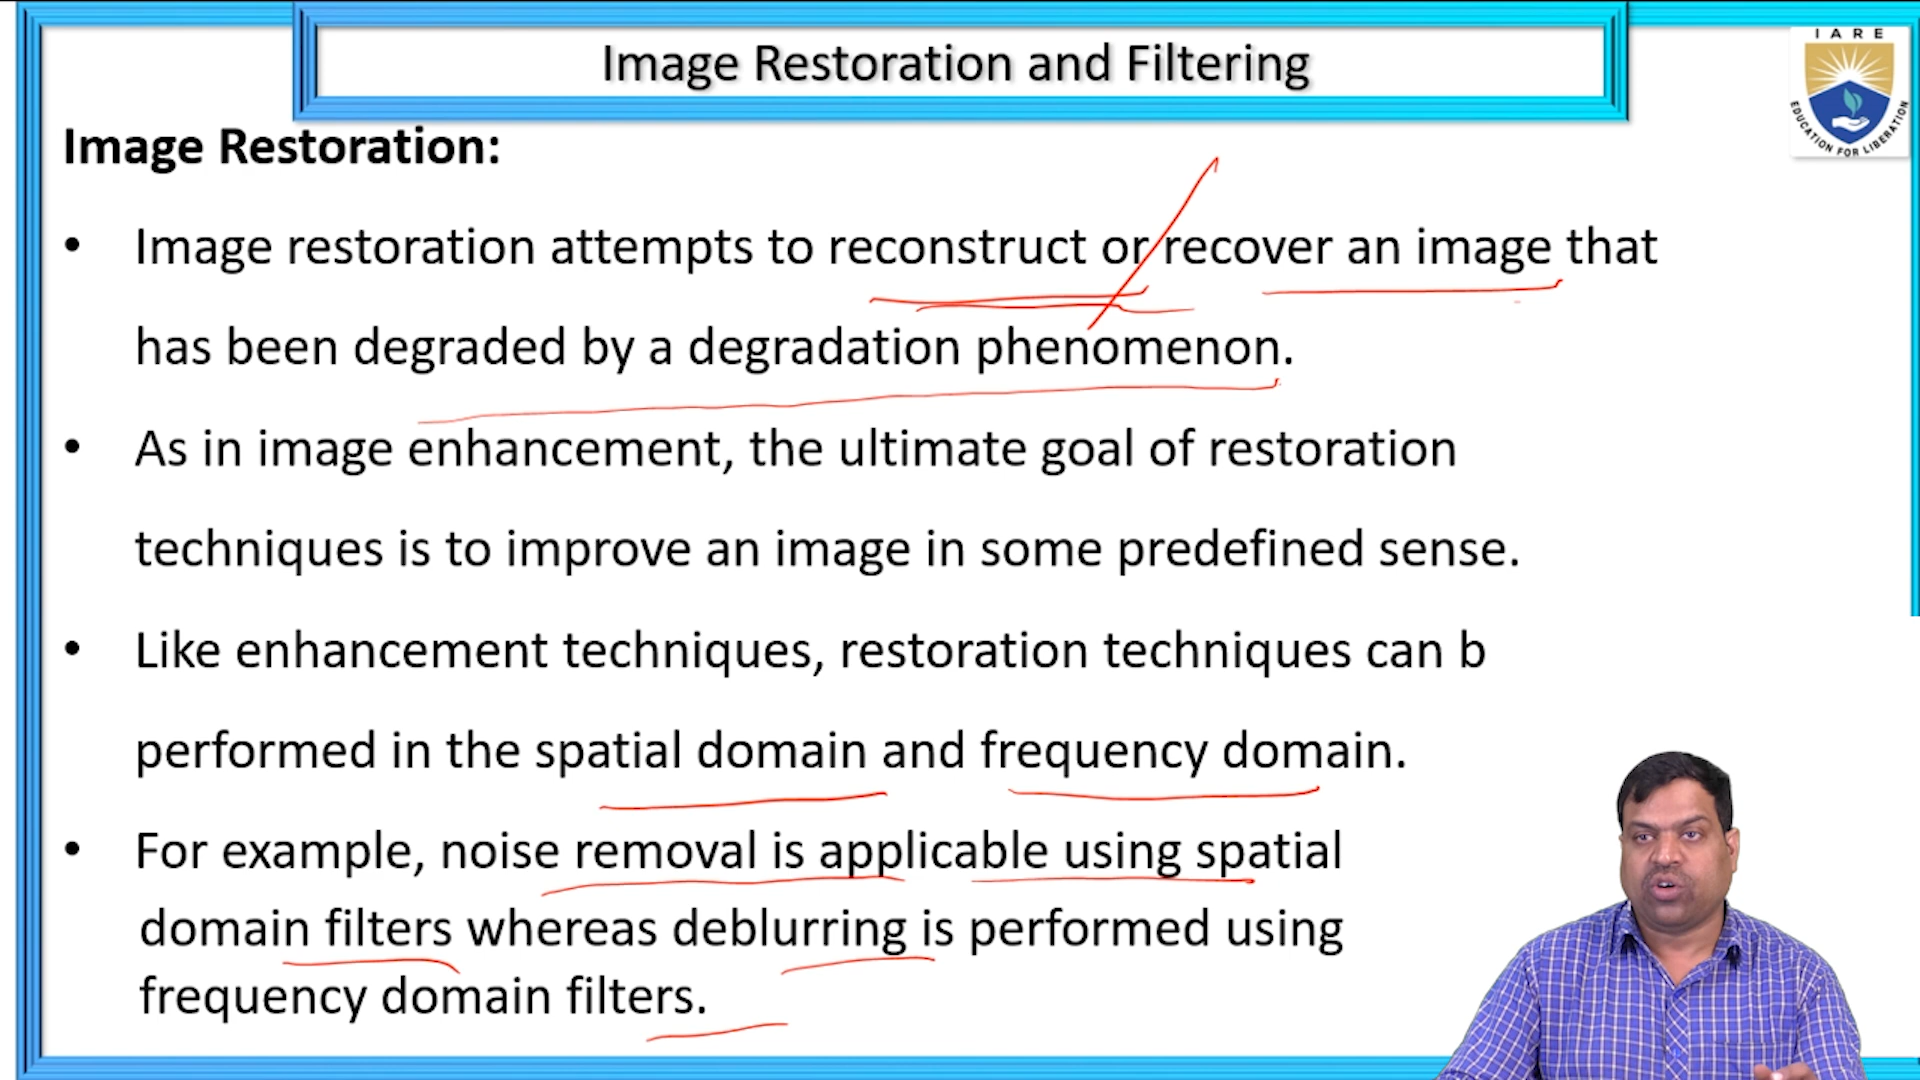 Image Restoration and Filtering
IARE
EDUCATION FOR LIBERATION
Image Restoration:
• Image restoration attempts to reconstruct or recover an image that
has been degraded by a degradation phenomenon.
• As in image enhancement, the ultimate goal of restoration
techniques is to improve an image in some predefined sense.
• Like enhancement techniques, restoration techniques can b
performed in the spatial domain and frequency domain.
• For example, noise removal is applicable using spatial
domain filters whereas deblurring is performed using
frequency domain filters.